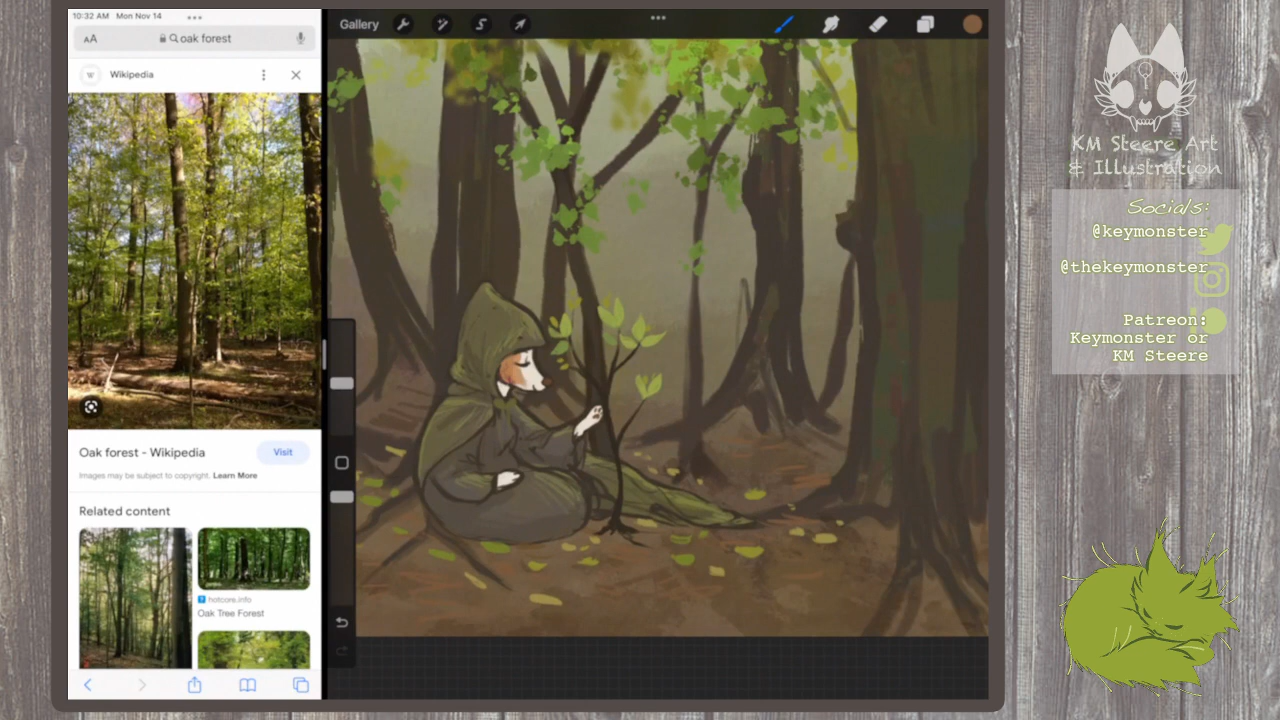 10:32 AM Mon Nov 14
AA
oak forest
W
Wikipedia
Oak forest - Wikipedia
Visit
Images may be subject to copyright. Learn More
Related content
hotcore.info
Oak Tree Forest
Gallery
KM Steere Art
& Illustration
Socials:
@keymonster
@thekeymonster
Patreon:
Keymonster or
KM Steere